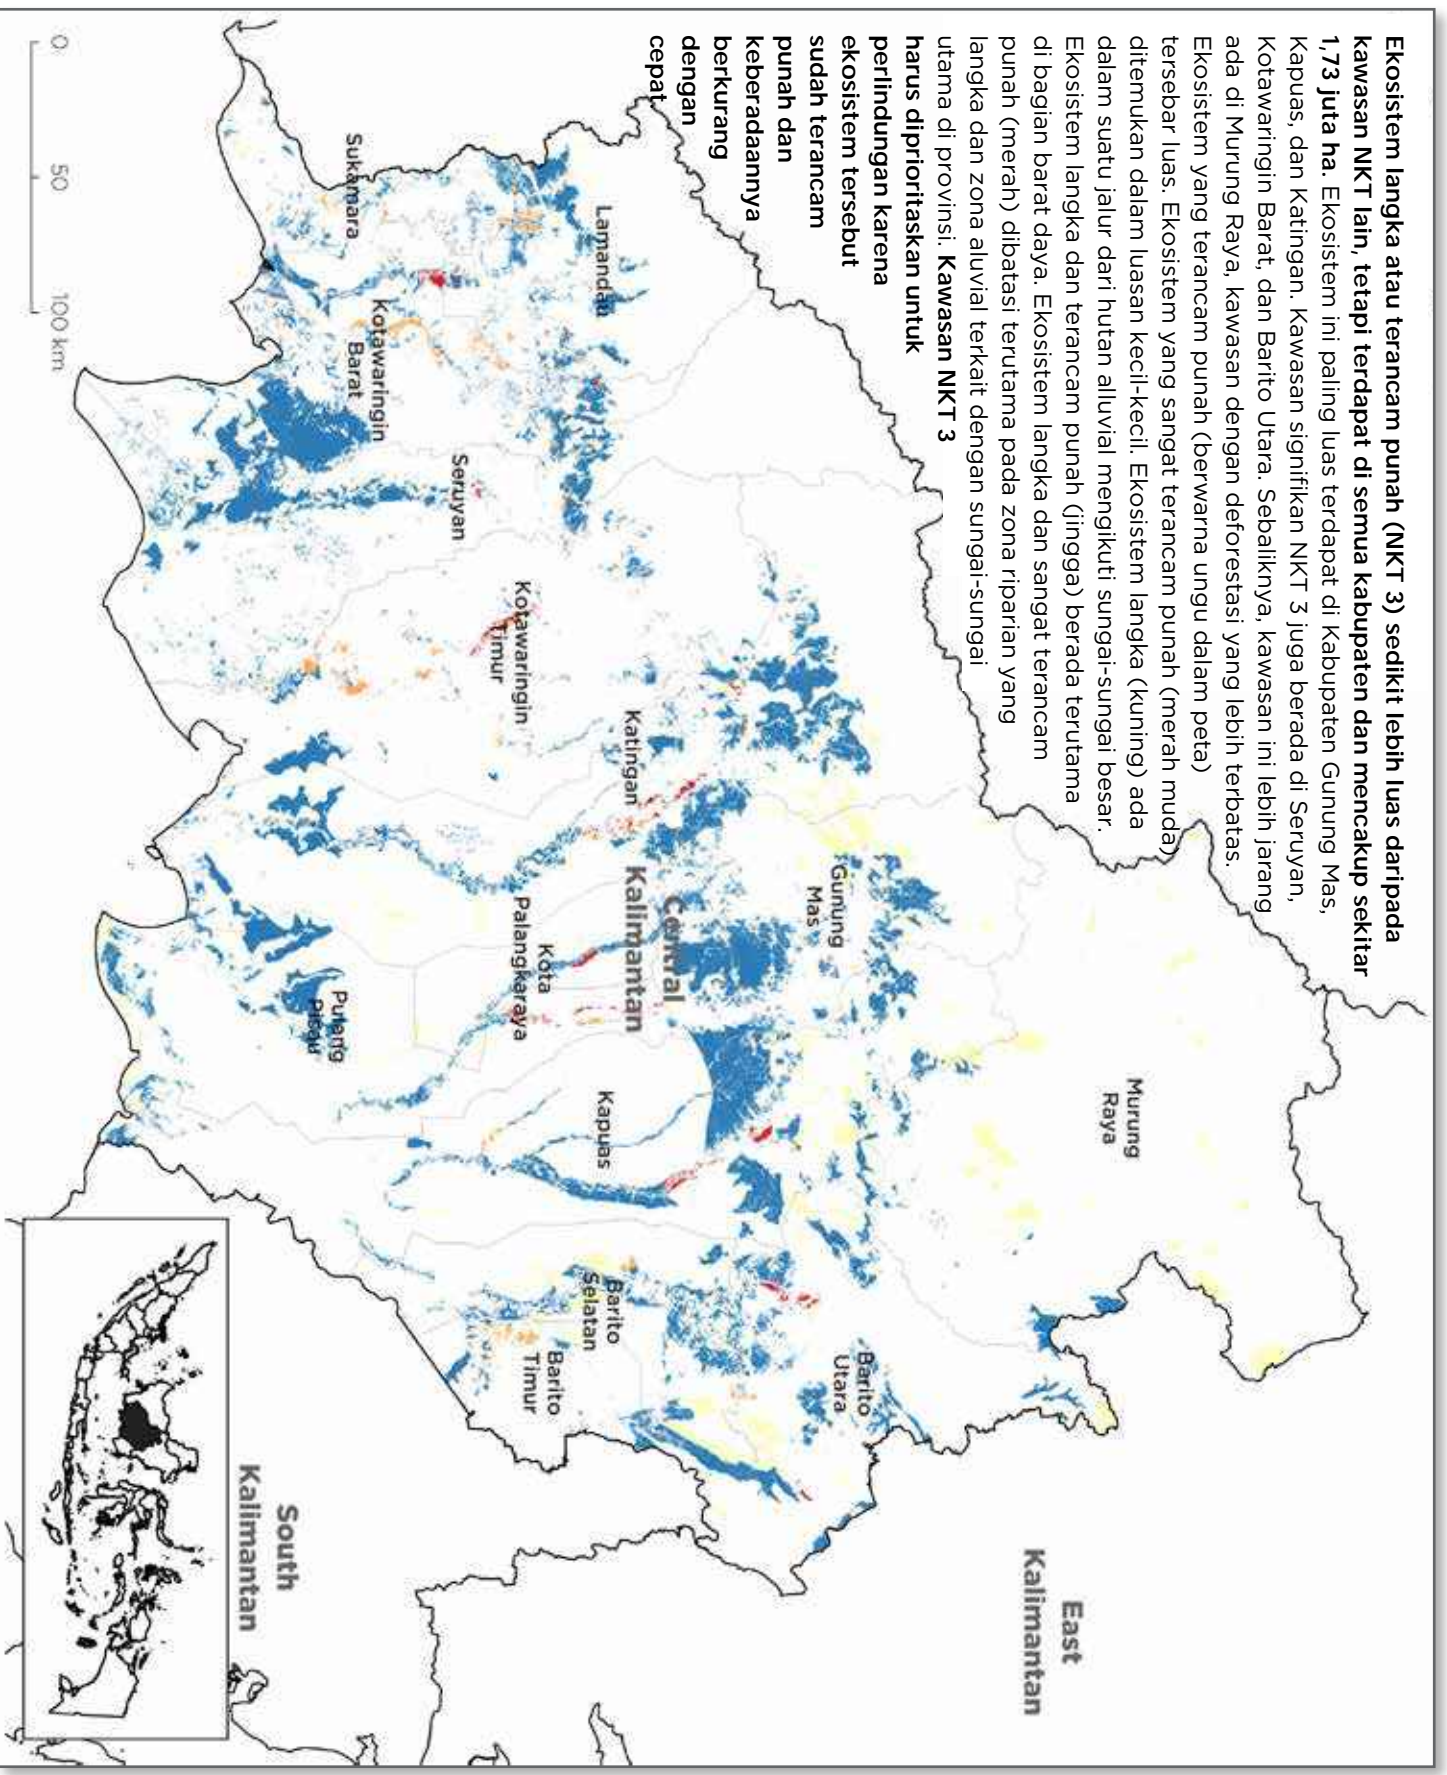 Ekosistem langka atau terancam punah (NKT 3) sedikit lebih luas daripada
kawasan NKT lain, tetapi terdapat di semua kabupaten dan mencakup sekitar
1,73 juta ha. Ekosistem ini paling luas terdapat di Kabupaten Gunung Mas,
Kapuas, dan Katingan. Kawasan signifikan NKT 3 juga berada di Seruyan,
Kotawaringin Barat, dan Barito Utara. Sebaliknya, kawasan ini lebih jarang
ada di Murung Raya, kawasan dengan deforestasi yang lebih terbatas.
Ekosistem yang terancam punah (berwarna ungu dalam peta)
tersebar luas. Ekosistem yang sangat terancam punah (merah muda)
ditemukan dalam luasan kecil-kecil. Ekosistem langka (kuning) ada
dalam suatu jalur dari hutan alluvial mengikuti sungai-sungai besar.
Ekosistem langka dan terancam punah (jingga) berada terutama
di bagian barat daya. Ekosistem langka dan sangat terancam
punah (merah) dibatasi terutama pada zona riparian yang
langka dan zona aluvial terkait dengan sungai-sungai
utama di provinsi. Kawasan NKT 3
harus diprioritaskan untuk
perlindungan karena
ekosistem tersebut
sudah terancam
punah dan
keberadaannya
berkurang
dengan
cepat
Murung
Raya
East
Kalimantan
Gunung
Mas
Barito
Utara
Central
Kalimantan
Lamandau
Katingan
Kapuas
Barito
Selatan
Barito
Timur
Kota
Palangkaraya
Kotawaringin
Timur
Seruyan
Kotawaringin
Barat
Sukamara
Pulang
Pisau
South
Kalimantan
0 50 100 km